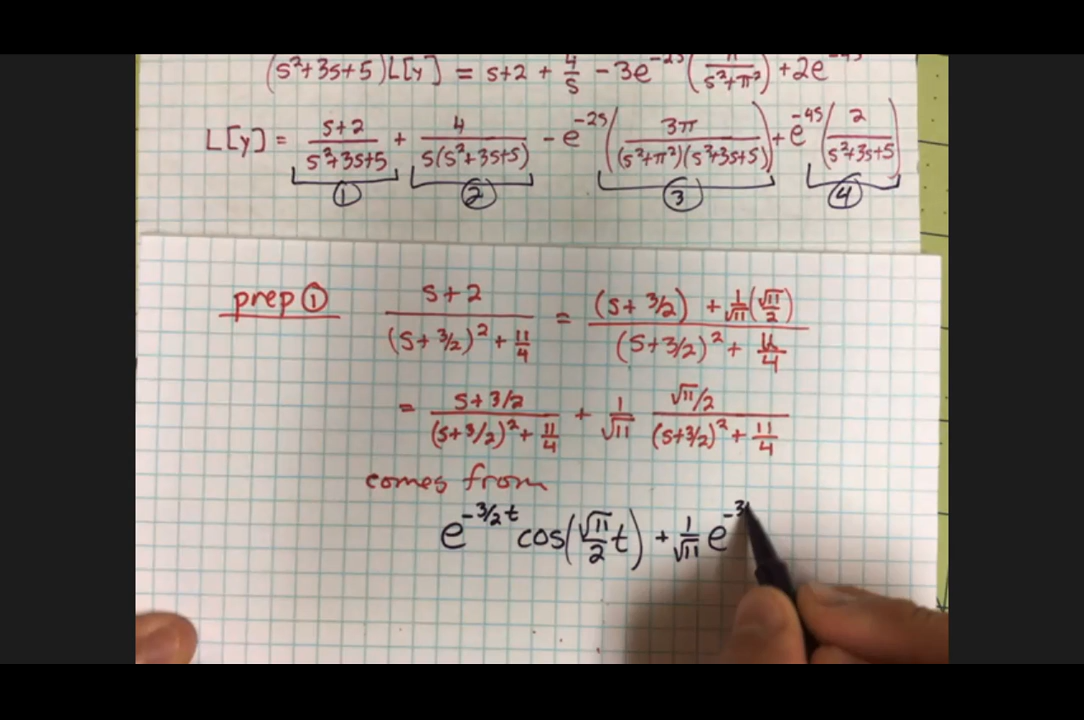 (s²+3s+5)L[y] = s+2 + 4/s - 3e^-2s (π/(s²+π²)) + 2e^-4s
L[y] = (s+2)/(s²+3s+5) + 4/(s(s²+3s+5)) - e^-2s (3π/((s²+π²)(s²+3s+5))) + e^-4s (2/(s²+3s+5))
① ② ③ ④
prep ① (s+2)/((s+3/2)²+11/4) = ((s+3/2) + 1/√11 (√11/2))/((s+3/2)²+11/4)
= (s+3/2)/((s+3/2)²+11/4) + 1/√11 (√11/2)/((s+3/2)²+11/4)
comes from
e^-3/2 t cos(√11/2 t) + 1/√11 e^-3/